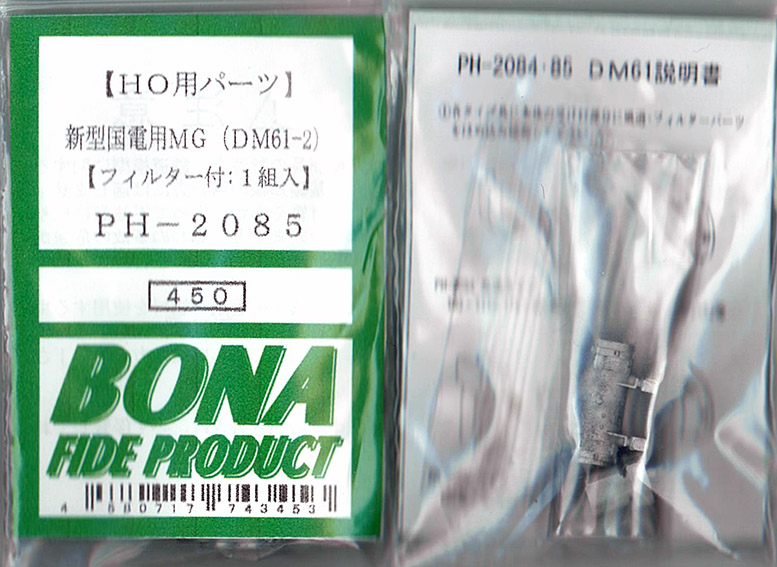 【HO用パーツ】
新型国電用MG（DM61-2）
【フィルター付：1組入】
PH-2085
450
BONA
FIDE PRODUCT
4 580717 743453
PH-2084・85 DM61説明書